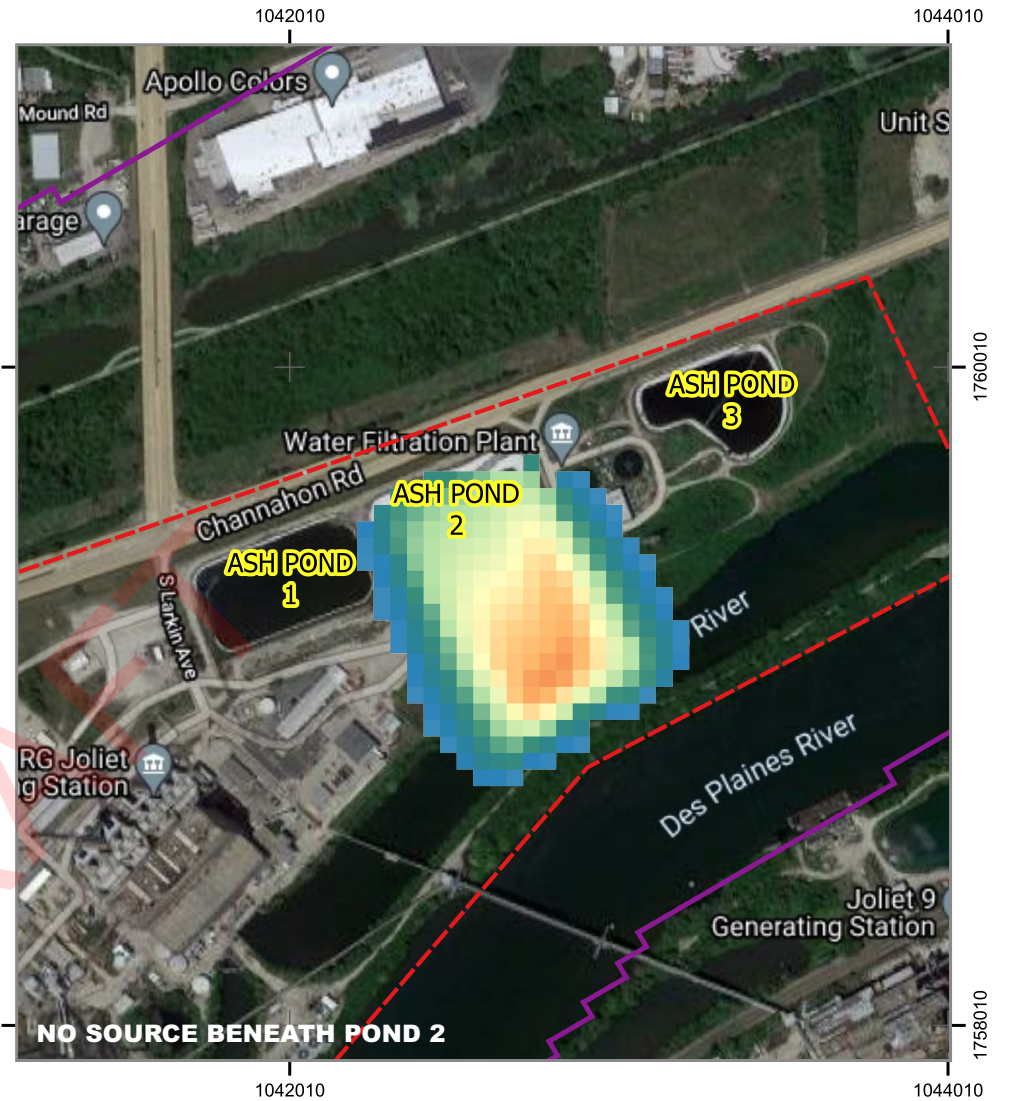 1042010
1044010
Apollo Colors
Mound Rd
Unit S
arage
1760010
ASH POND
3
Water Filtration Plant
ASH POND
2
Channahon Rd
ASH POND
1
S Larkin Ave
River
RG Joliet
g Station
Des Plaines River
Joliet 9
Generating Station
NO SOURCE BENEATH POND 2
1758010
1042010
1044010